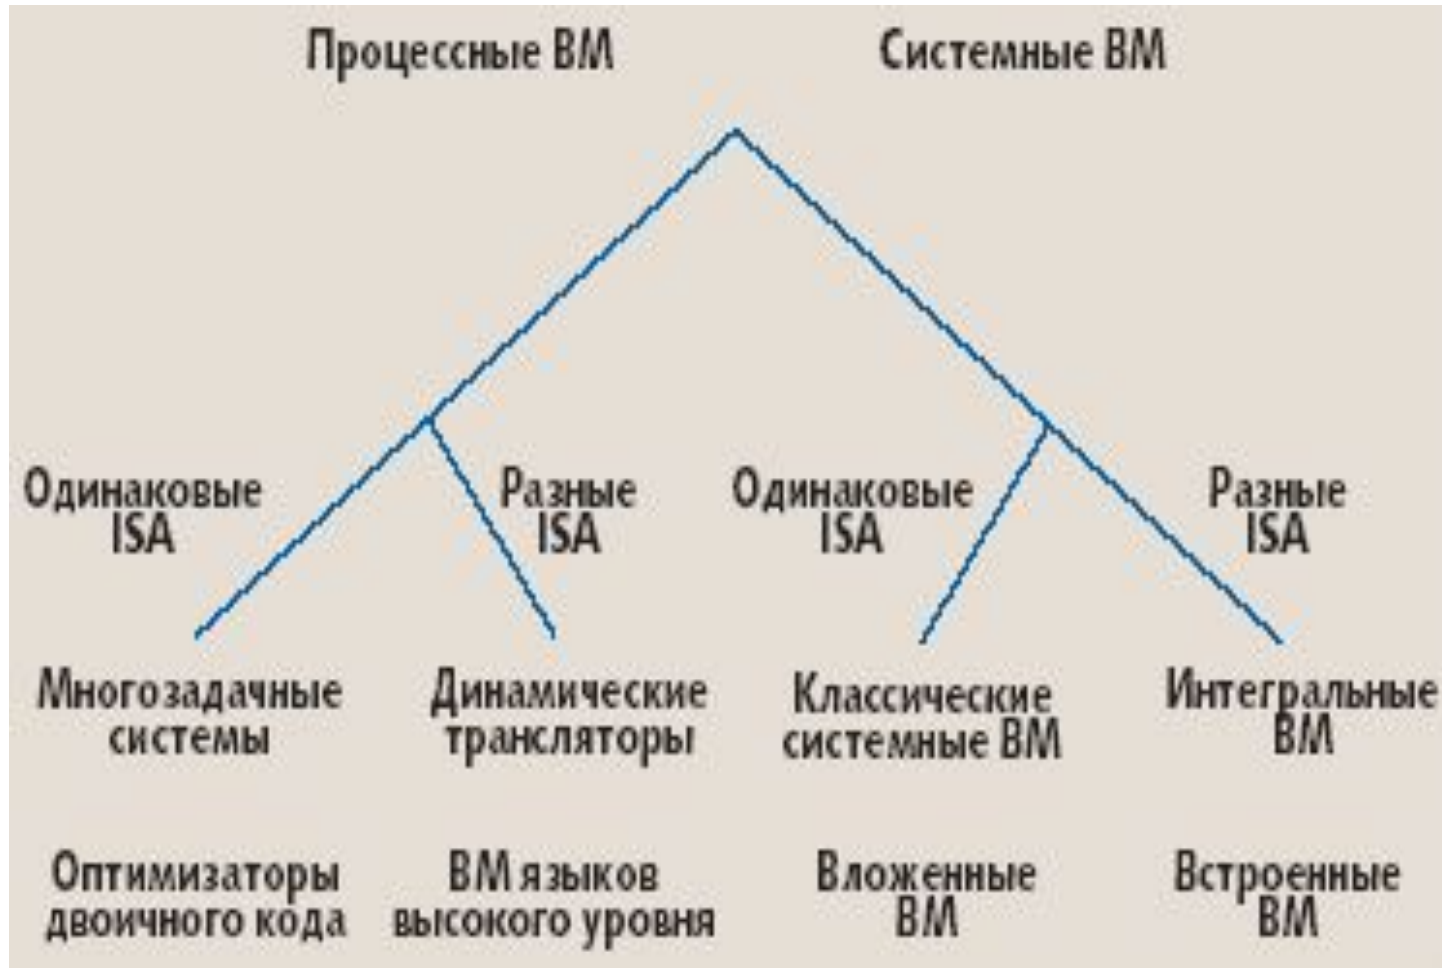 Процессные ВМ
Системные ВМ
Одинаковые
ISA
Разные
ISA
Одинаковые
ISA
Разные
ISA
Многозадачные
системы
Динамические
трансляторы
Классические
системные ВМ
Интегральные
ВМ
Оптимизаторы
двоичного кода
ВМ языков
высокого уровня
Вложенные
ВМ
Встроенные
ВМ